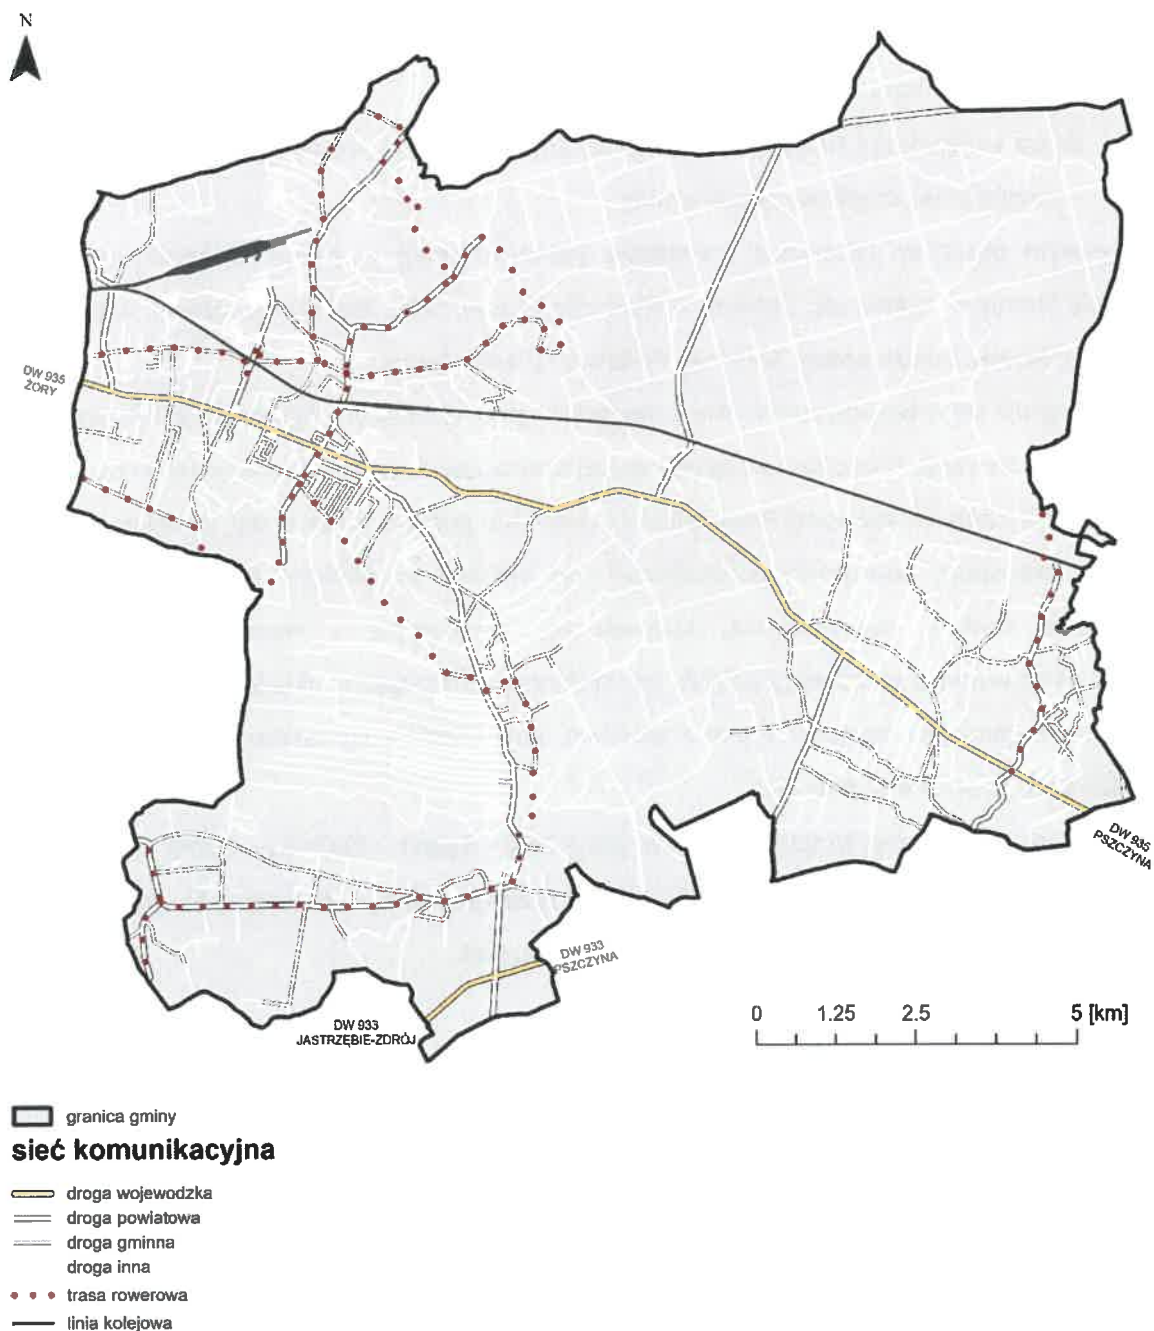 N
DW 935
ŻORY
DW 935
PSZCZYNA
DW 933
PSZCZYNA
DW 933
JASTRZĘBIE-ZDRÓJ
0 1.25 2.5 5 [km]
granica gminy
sieć komunikacyjna
droga wojewodzka
droga powiatowa
droga gminna
droga inna
trasa rowerowa
linia kolejowa